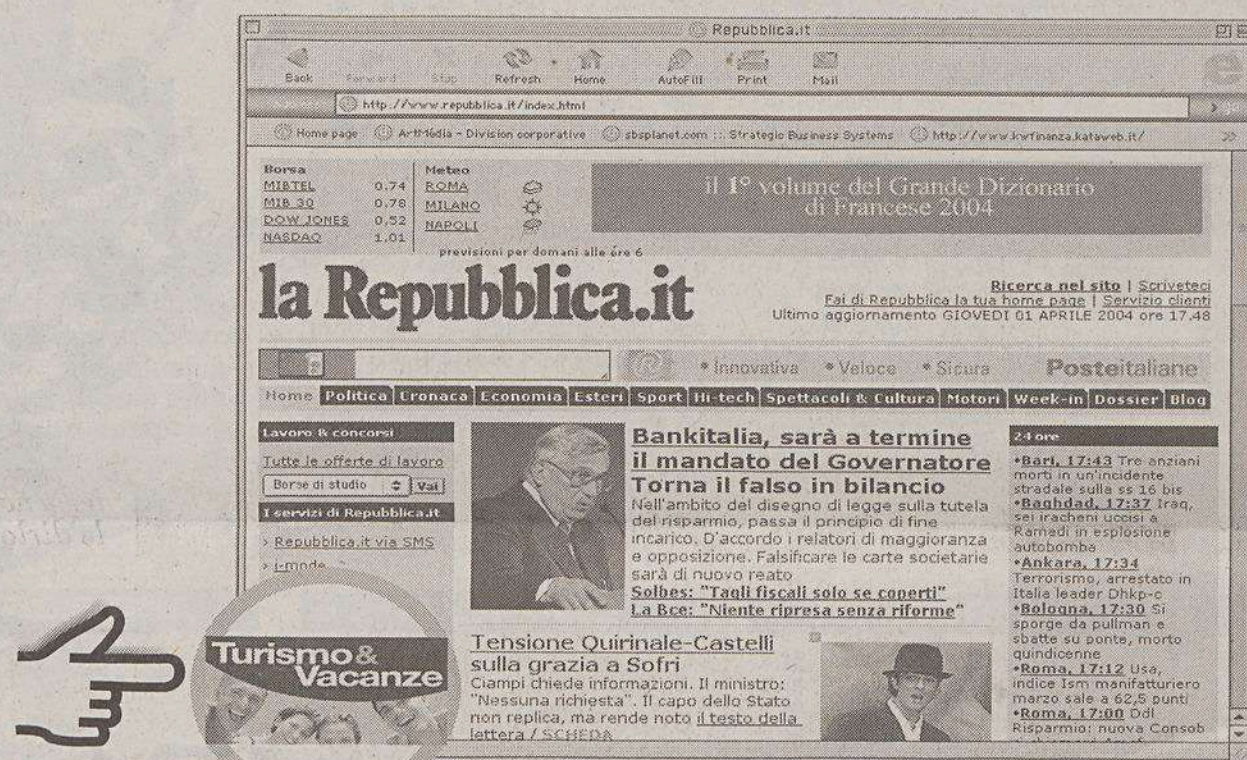 Repubblica.it
Back Forward Stop Refresh Home AutoFill Print Mail
http://www.repubblica.it/index.html
Home page ArtMédia - Division corporative sbsplanet.com :: Strategic Business Systems http://www.kwfinanza.kataweb.it/
Borsa
MIBTEL 0.74
MIB 30 0.78
DOW JONES 0,52
NASDAQ 1.01
Meteo
ROMA
MILANO
NAPOLI
previsioni per domani alle ore 6
il 1° volume del Grande Dizionario
di Francese 2004
la Repubblica.it
Ricerca nel sito | Scriveteci
Fai di Repubblica la tua home page | Servizio clienti
Ultimo aggiornamento GIOVEDI 01 APRILE 2004 ore 17.48
• Innovativa • Veloce • Sicura Posteitaliane
Home Politica Cronaca Economia Esteri Sport Hi-tech Spettacoli & Cultura Motori Week-in Dossier Blog
Lavoro & concorsi
Tutte le offerte di lavoro
Borse di studio Vai
I servizi di Repubblica.it
> Repubblica.it via SMS
> i-mode
Turismo &
Vacanze
Bankitalia, sarà a termine
il mandato del Governatore
Torna il falso in bilancio
Nell'ambito del disegno di legge sulla tutela
del risparmio, passa il principio di fine
incarico. D'accordo i relatori di maggioranza
e opposizione. Falsificare le carte societarie
sarà di nuovo reato
Solbes: "Tagli fiscali solo se coperti"
La Bce: "Niente ripresa senza riforme"
Tensione Quirinale-Castelli
sulla grazia a Sofri
Ciampi chiede informazioni. Il ministro:
"Nessuna richiesta". Il capo dello Stato
non replica, ma rende noto il testo della
lettera / SCHEDA
24 ore
•Bari, 17:43 Tre anziani
morti in un'incidente
stradale sulla ss 16 bis
•Baghdad, 17:37 Iraq,
sei iracheni uccisi a
Ramadi in esplosione
autobomba
•Ankara, 17:34
Terrorismo, arrestato in
Italia leader Dhkp-c
•Bologna, 17:30 Si
sporge da pullman e
sbatte su ponte, morto
quindicenne
•Roma, 17:12 Usa,
indice Ism manifatturiero
marzo sale a 62,5 punti
•Roma, 17:00 Ddl
Risparmio: nuova Consob